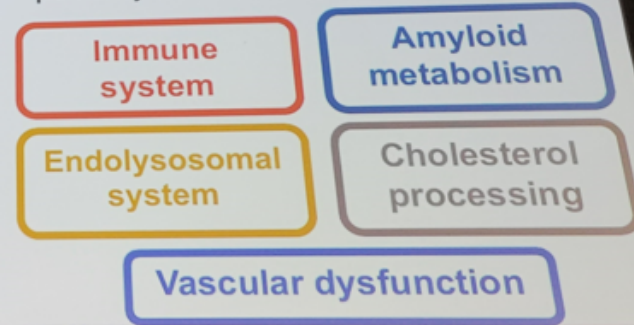 Immune
system
Amyloid
metabolism
Endolysosomal
system
Cholesterol
processing
Vascular dysfunction